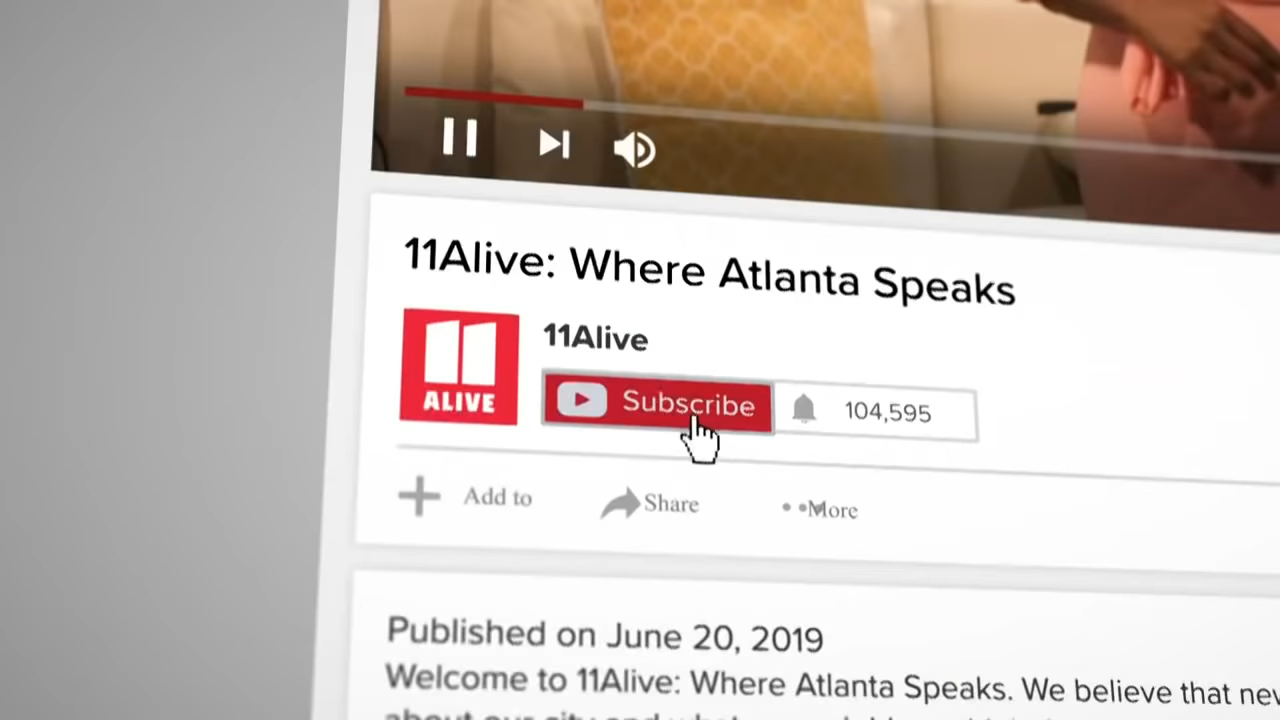 11Alive: Where Atlanta Speaks
11
ALIVE
11Alive
Subscribe
104,595
Add to
Share
More
Published on June 20, 2019
Welcome to 11Alive: Where Atlanta Speaks. We believe that